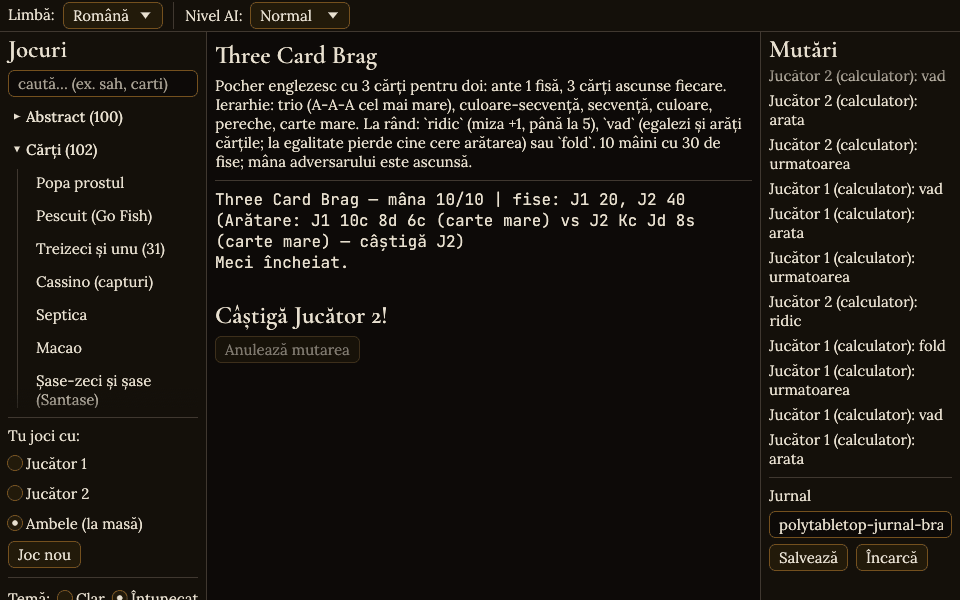 Limbă: Română ▼ Nivel AI: Normal ▼
Jocuri
caută... (ex. sah, carti)
▸ Abstract (100)
▾ Cărți (102)
Popa prostul
Pescuit (Go Fish)
Treizeci și unu (31)
Cassino (capturi)
Septica
Macao
Șase-zeci și șase
(Santase)
Tu joci cu:
Jucător 1
Jucător 2
Ambele (la masă)
Joc nou
Temă: Clar Întunecat
Three Card Brag
Pocher englezesc cu 3 cărți pentru doi: ante 1 fisă, 3 cărți ascunse fiecare.
Ierarhie: trio (A-A-A cel mai mare), culoare-secvență, secvență, culoare,
pereche, carte mare. La rând: `ridic` (miza +1, până la 5), `vad` (egalezi și arăți
cărțile; la egalitate pierde cine cere arătarea) sau `fold`. 10 mâini cu 30 de
fise; mâna adversarului este ascunsă.
Three Card Brag — mâna 10/10 | fise: J1 20, J2 40
(Arătare: J1 10c 8d 6c (carte mare) vs J2 Kc Jd 8s
(carte mare) — câștigă J2)
Meci încheiat.
Câștigă Jucător 2!
Anulează mutarea
Mutări
Jucător 2 (calculator): vad
Jucător 2 (calculator):
arata
Jucător 2 (calculator):
urmatoarea
Jucător 1 (calculator): vad
Jucător 1 (calculator):
arata
Jucător 1 (calculator):
urmatoarea
Jucător 2 (calculator):
ridic
Jucător 1 (calculator): fold
Jucător 1 (calculator):
urmatoarea
Jucător 1 (calculator): vad
Jucător 1 (calculator):
arata
Jurnal
polytabletop-jurnal-bra
Salvează Încarcă